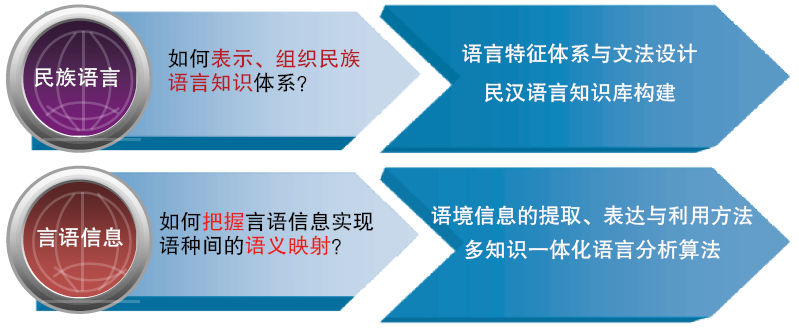 民族语言
如何表示、组织民族
语言知识体系?
语言特征体系与文法设计
民汉语言知识库构建
言语信息
如何把握言语信息实现
语种间的语义映射?
语境信息的提取、表达与利用方法
多知识一体化语言分析算法